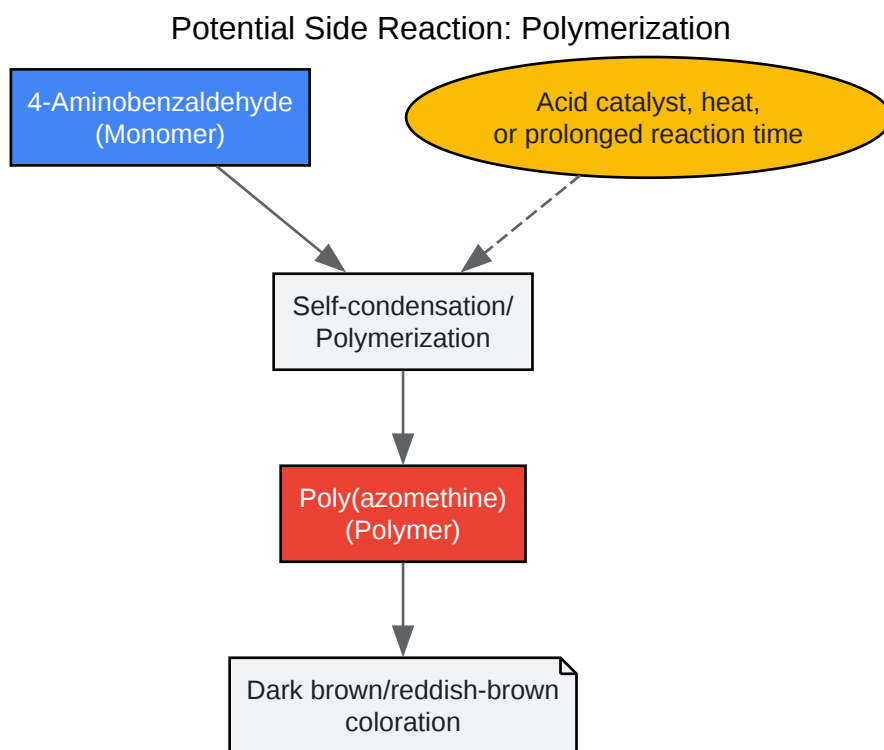 Potential Side Reaction: Polymerization
4-Aminobenzaldehyde
(Monomer)
Acid catalyst, heat,
or prolonged reaction time
Self-condensation/
Polymerization
Poly(azomethine)
(Polymer)
Dark brown/reddish-brown
coloration